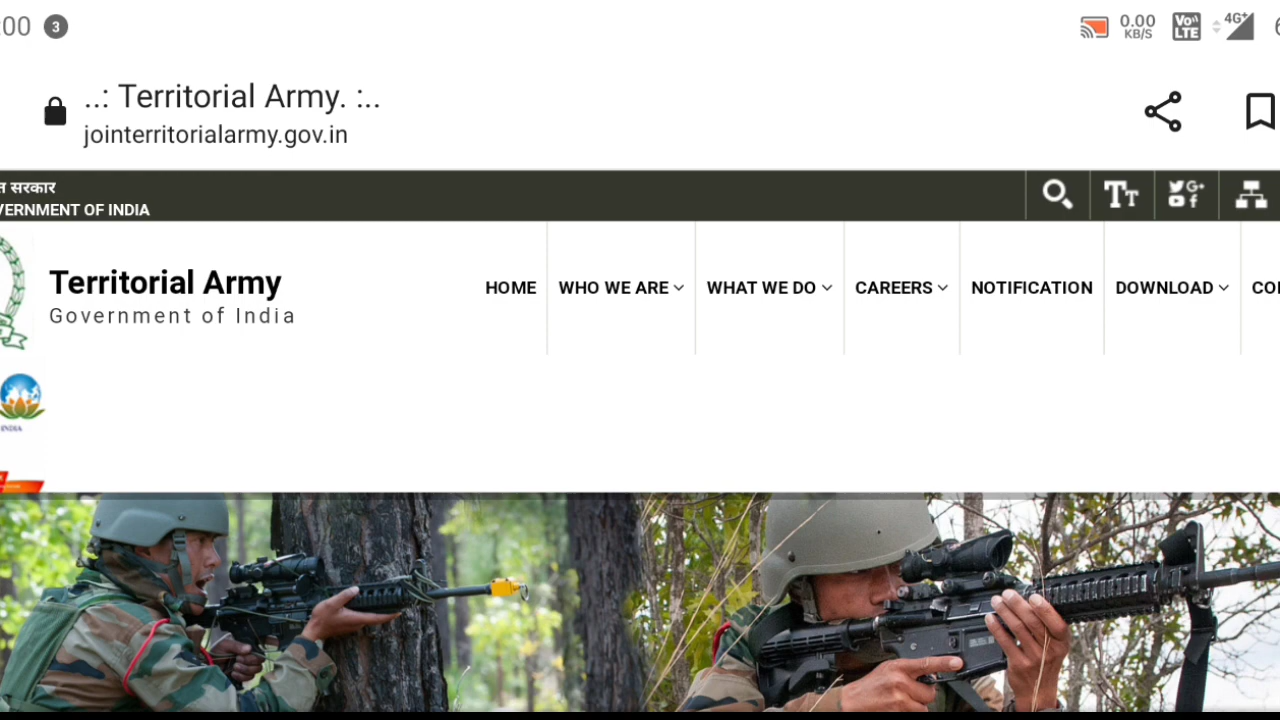 :00 3
0.00
KB/S
Vo
LTE
4G+
..: Territorial Army. :..
jointerritorialarmy.gov.in
त सरकार
VERNMENT OF INDIA
Territorial Army
Government of India
HOME WHO WE ARE WHAT WE DO CAREERS NOTIFICATION DOWNLOAD CO
INDIA